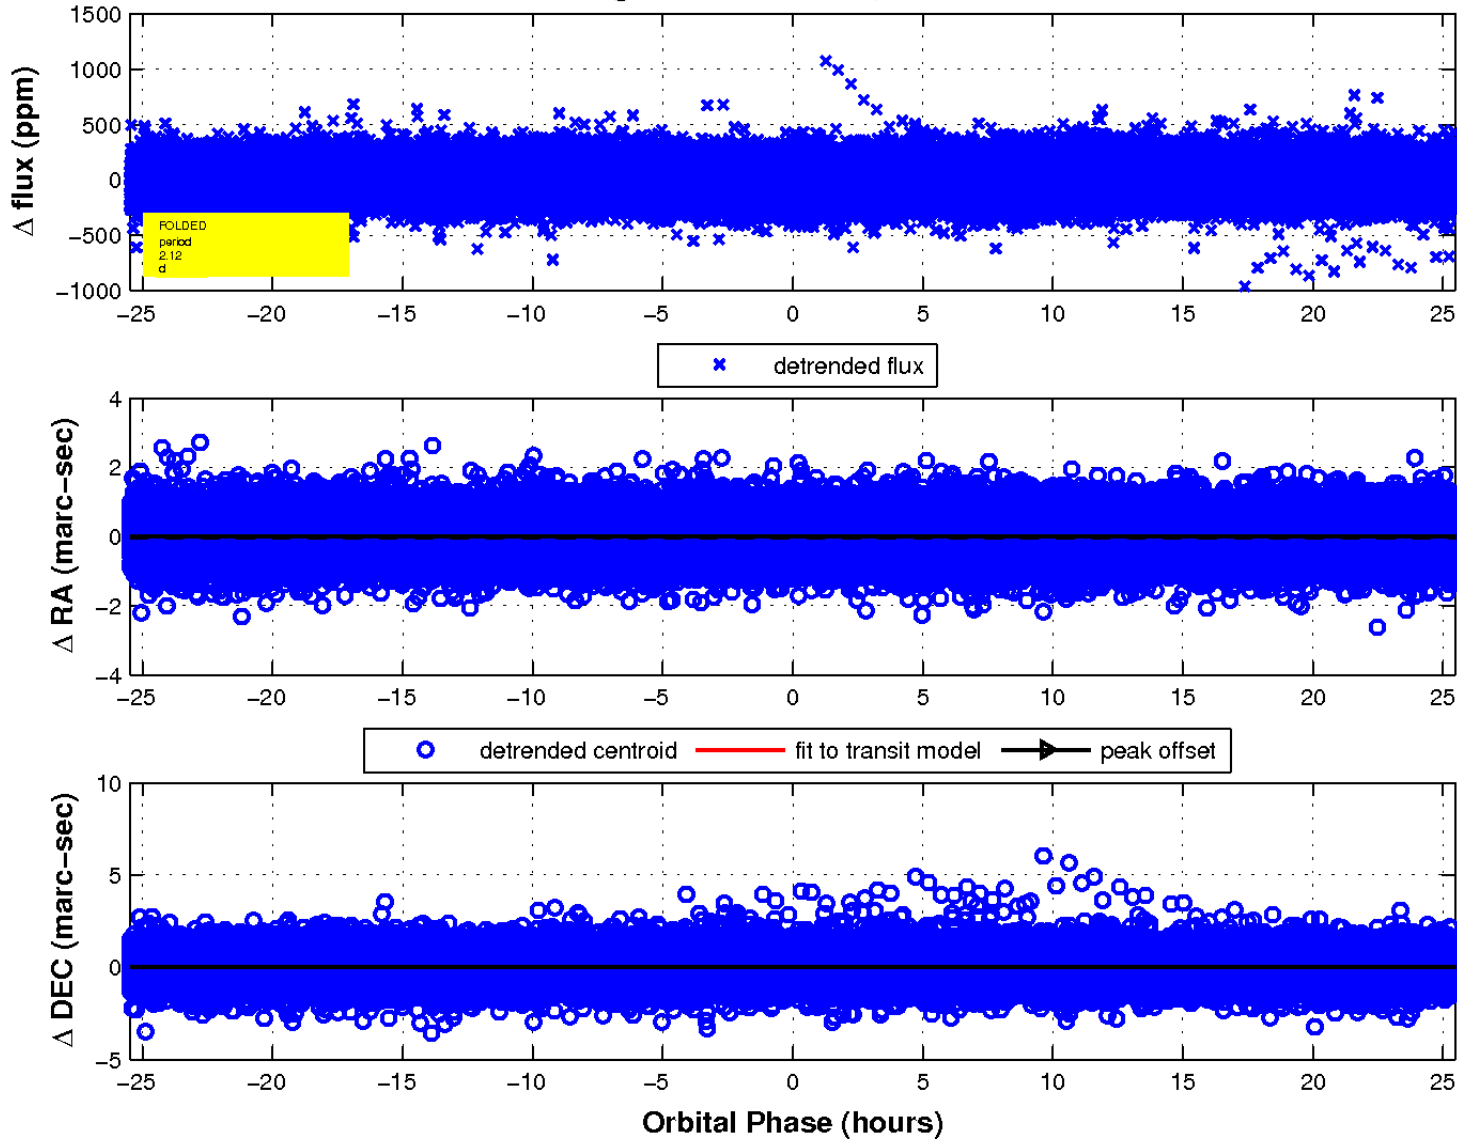 1500
1000
500
0
−500
−1000
Δ flux (ppm)
FOLDED
period
2.12
d
−25 −20 −15 −10 −5 0 5 10 15 20 25
detrended flux
4
2
0
−2
−4
Δ RA (marc−sec)
−25 −20 −15 −10 −5 0 5 10 15 20 25
detrended centroid fit to transit model peak offset
10
5
0
−5
Δ DEC (marc−sec)
−25 −20 −15 −10 −5 0 5 10 15 20 25
Orbital Phase (hours)